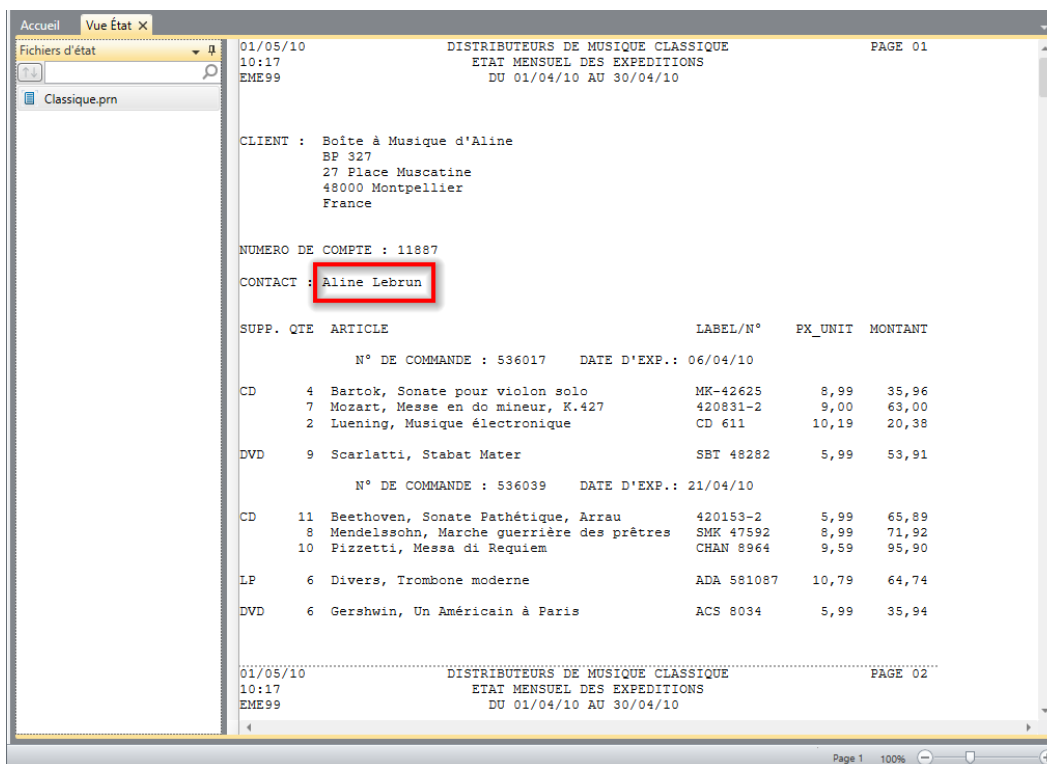 Accueil Vue État
Fichiers d'état
Classique.prn
01/05/10 DISTRIBUTEURS DE MUSIQUE CLASSIQUE PAGE 01
10:17 ETAT MENSUEL DES EXPEDITIONS
EME99 DU 01/04/10 AU 30/04/10
CLIENT : Boîte à Musique d'Aline
BP 327
27 Place Muscatine
48000 Montpellier
France
NUMERO DE COMPTE : 11887
CONTACT : Aline Lebrun
SUPP. QTE ARTICLE LABEL/N° PX_UNIT MONTANT
N° DE COMMANDE : 536017 DATE D'EXP.: 06/04/10
CD 4 Bartok, Sonate pour violon solo MK-42625 8,99 35,96
7 Mozart, Messe en do mineur, K.427 420831-2 9,00 63,00
2 Luening, Musique électronique CD 611 10,19 20,38
DVD 9 Scarlatti, Stabat Mater SBT 48282 5,99 53,91
N° DE COMMANDE : 536039 DATE D'EXP.: 21/04/10
CD 11 Beethoven, Sonate Pathétique, Arrau 420153-2 5,99 65,89
8 Mendelssohn, Marche guerrière des prêtres SMK 47592 8,99 71,92
10 Pizzetti, Messa di Requiem CHAN 8964 9,59 95,90
LP 6 Divers, Trombone moderne ADA 581087 10,79 64,74
DVD 6 Gershwin, Un Américain à Paris ACS 8034 5,99 35,94
01/05/10 DISTRIBUTEURS DE MUSIQUE CLASSIQUE PAGE 02
10:17 ETAT MENSUEL DES EXPEDITIONS
EME99 DU 01/04/10 AU 30/04/10
Page 1 100%